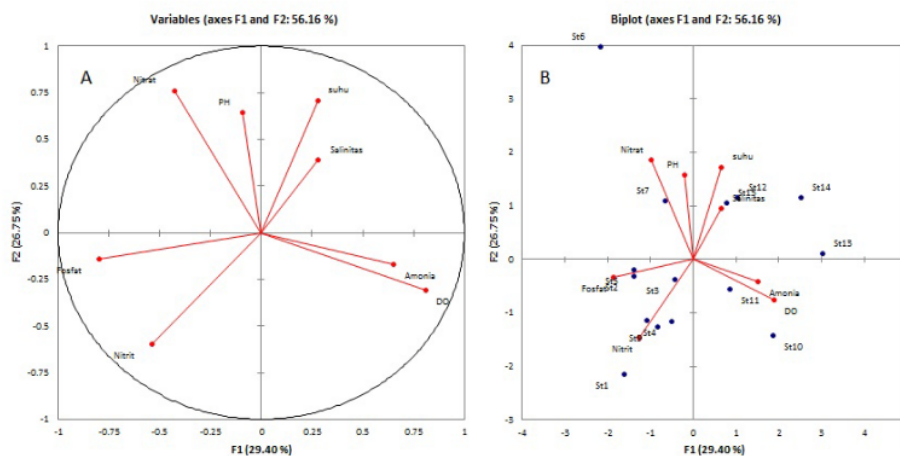 Variables (axes F1 and F2: 56.16 %)
A
1
0.75
0.5
0.25
0
-0.25
-0.5
-0.75
-1
F2 (26.75 %)
Nitrat
PH
suhu
Salinitas
Fosfat
Amonia
DO
Nitrit
-1 -0.75 -0.5 -0.25 0 0.25 0.5 0.75 1
F1 (29.40 %)
Biplot (axes F1 and F2: 56.16 %)
B
4
3
2
1
0
-1
-2
-3
F2 (26.75 %)
St6
Nitrat
PH
suhu
St7
St12
St13
St14
Salinitas
St15
Fosfat
St2
St3
St11
Amonia
DO
St4
Nitrit
St10
St1
-4 -3 -2 -1 0 1 2 3 4 5
F1 (29.40 %)